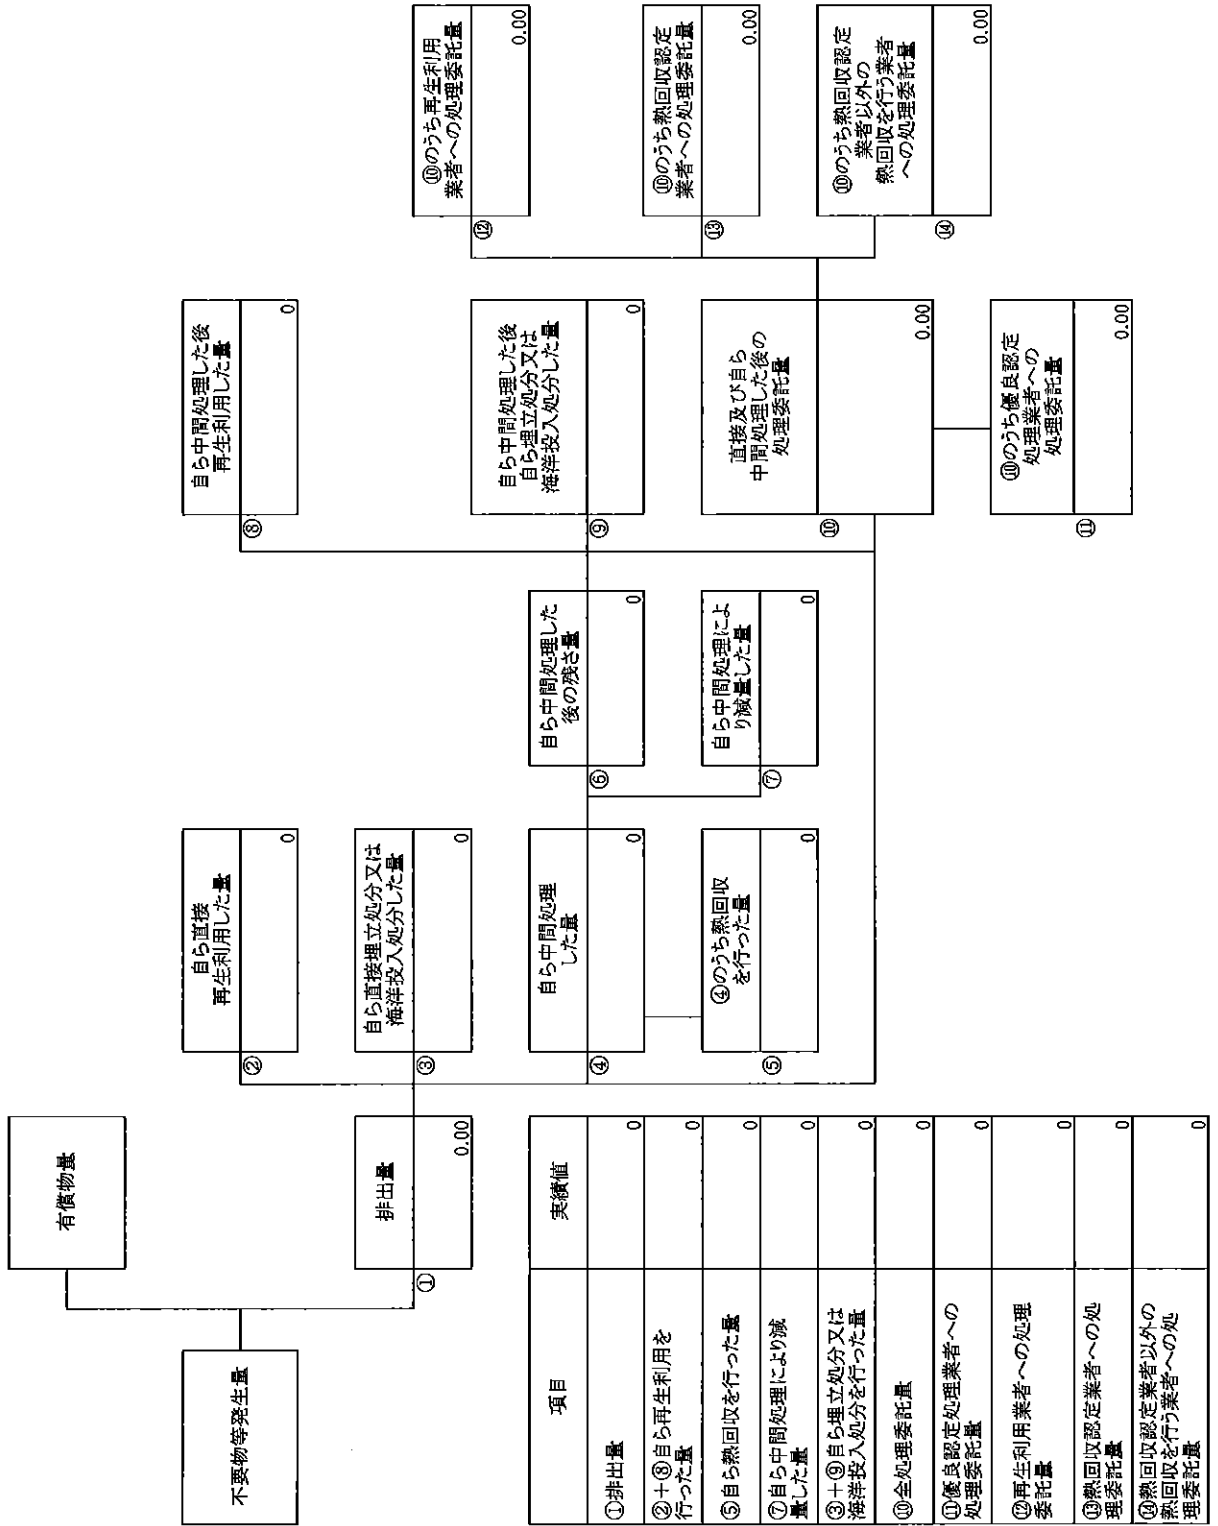 不要物等発生量
有償物量
①
排出量
0.00
②
自ら直接
再生利用した量
0
③
自ら直接埋立処分又は
海洋投入処分した量
0
④
自ら中間処理
した量
0
⑤
④のうち熱回収
を行った量
0
⑥
自ら中間処理した
後の残さ量
0
⑦
自ら中間処理によ
り減量した量
0
⑧
自ら中間処理した後
再生利用した量
0
⑨
自ら中間処理した後
自ら埋立処分又は
海洋投入処分した量
0
⑩
直接及び自ら
中間処理した後の
処理委託量
0.00
⑪
⑩のうち優良認定
処理業者への
処理委託量
0.00
⑫
⑩のうち再生利用
業者への処理委託量
0.00
⑬
⑩のうち熱回収認定
業者への処理委託量
0.00
⑭
⑩のうち熱回収認定
業者以外の
熱回収を行う業者
への処理委託量
0.00
項目 実績値
①排出量 0
②+⑧自ら再生利用を
行った量 0
⑤自ら熱回収を行った量 0
⑦自ら中間処理により減
量した量 0
③+⑨自ら埋立処分又は
海洋投入処分を行った量 0
⑩全処理委託量 0
⑪優良認定処理業者への
処理委託量 0
⑫再生利用業者への処理
委託量 0
⑬熱回収認定業者への処
理委託量 0
⑭熱回収認定業者以外の
熱回収を行う業者への処
理委託量 0